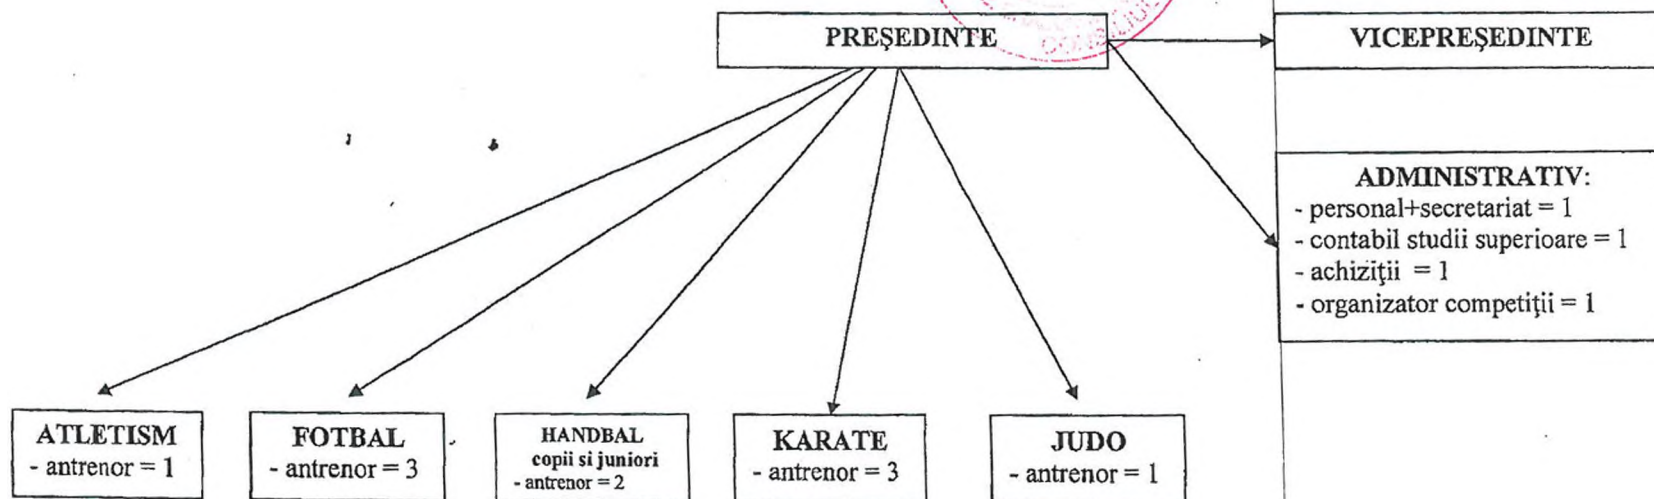 PREŞEDINTE
VICEPREŞEDINTE
ADMINISTRATIV:
- personal+secretariat = 1
- contabil studii superioare = 1
- achiziţii = 1
- organizator competiţii = 1
ATLETISM
- antrenor = 1
FOTBAL
- antrenor = 3
HANDBAL
copii si juniori
- antrenor = 2
KARATE
- antrenor = 3
JUDO
- antrenor = 1